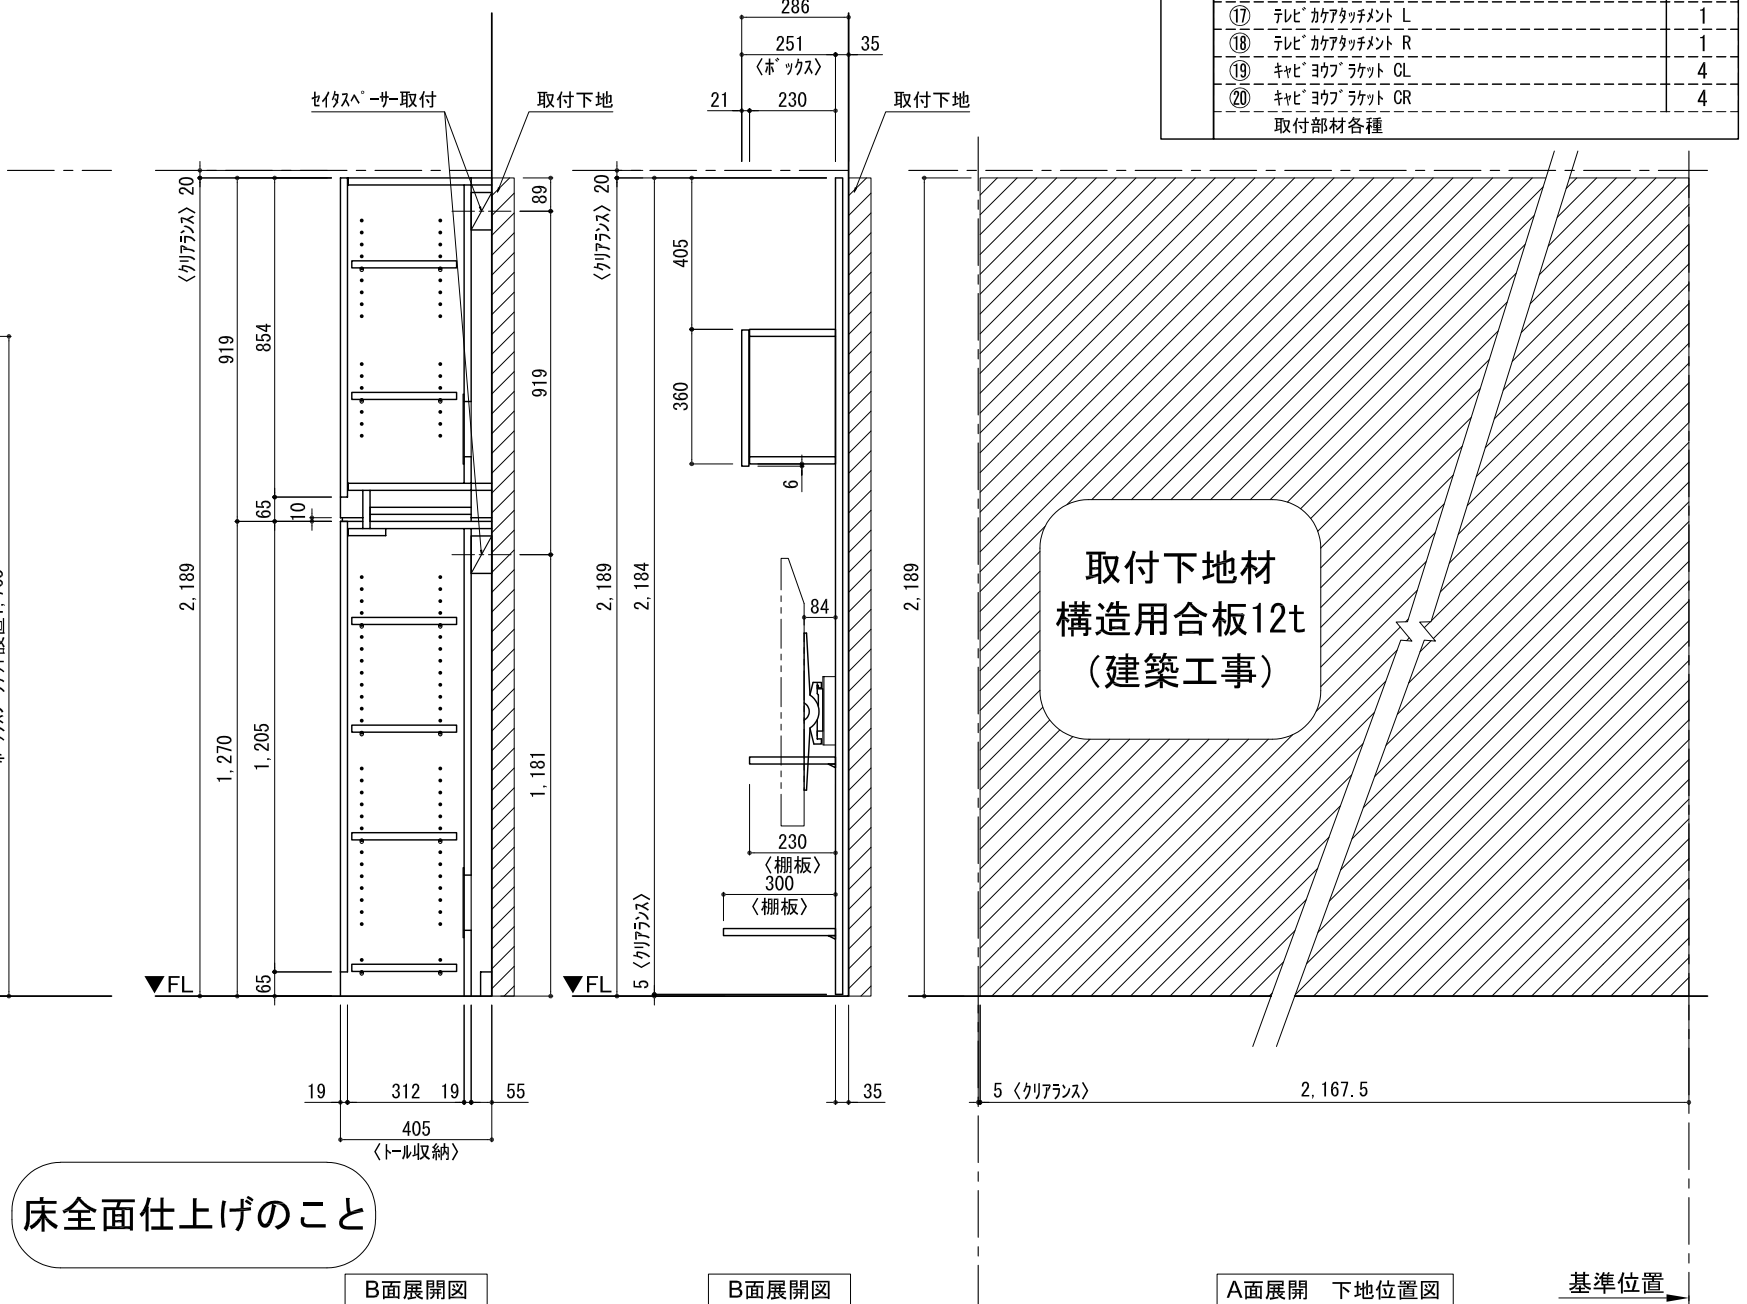 ⑰ テレビカケアタッチメント L 1
⑱ テレビカケアタッチメント R 1
⑲ キャビヨウブラケット CL 4
⑳ キャビヨウブラケット CR 4
取付部材各種
286
251
35
〈ボックス〉
21
230
セイタスペーサー取付
取付下地
取付下地
〈クリアランス〉 20
919
854
65
10
2,189
1,270
1,205
65
89
919
1,181
▼FL
19
312
19
55
405
〈トール収納〉
〈クリアランス〉 20
405
360
6
2,189
2,184
84
230
〈棚板〉
300
〈棚板〉
5 〈クリアランス〉
▼FL
35
2,189
取付下地材
構造用合板12t
(建築工事)
5 〈クリアランス〉
2,167.5
床全面仕上げのこと
B面展開図
B面展開図
A面展開 下地位置図
基準位置